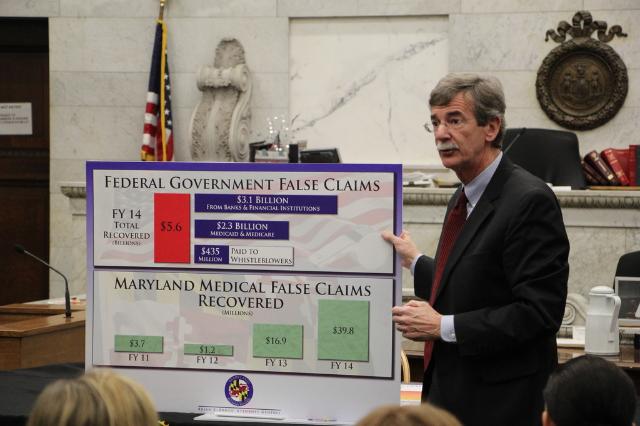 FEDERAL GOVERNMENT FALSE CLAIMS
FY 14
TOTAL
RECOVERED
(BILLIONS)
$5.6
$3.1 BILLION
FROM BANKS & FINANCIAL INSTITUTIONS
$2.3 BILLION
MEDICAID & MEDICARE
$435
MILLION
PAID TO
WHISTLEBLOWERS
MARYLAND MEDICAL FALSE CLAIMS
RECOVERED
(MILLIONS)
$3.7
$1.2
$16.9
$39.8
FY 11
FY 12
FY 13
FY 14